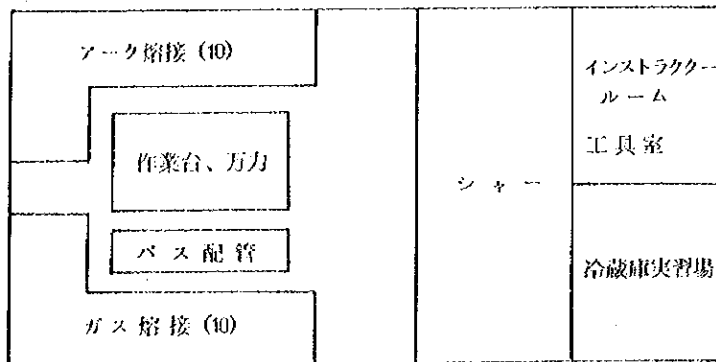 アーク熔接 (10)
インストラクター
ルーム
工具室
作業台、万力
シャー
バス配管
冷蔵庫実習場
ガス熔接 (10)